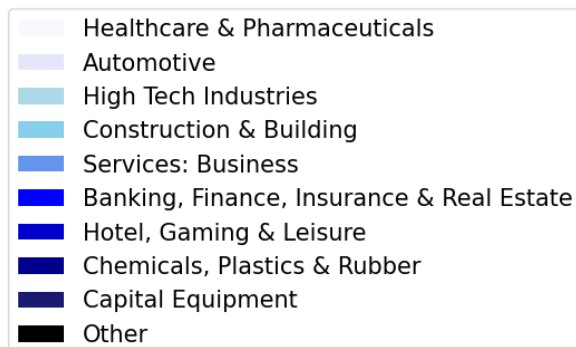 Healthcare & Pharmaceuticals
Automotive
High Tech Industries
Construction & Building
Services: Business
Banking, Finance, Insurance & Real Estate
Hotel, Gaming & Leisure
Chemicals, Plastics & Rubber
Capital Equipment
Other